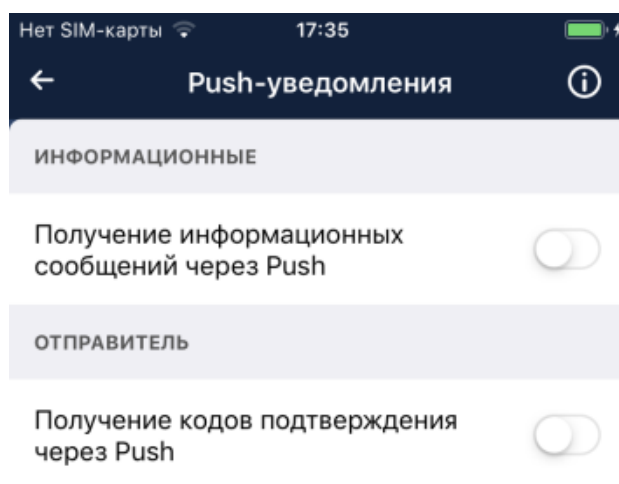 Нет SIM-карты 17:35
Push-уведомления
ИНФОРМАЦИОННЫЕ
Получение информационных
сообщений через Push
ОТПРАВИТЕЛЬ
Получение кодов подтверждения
через Push